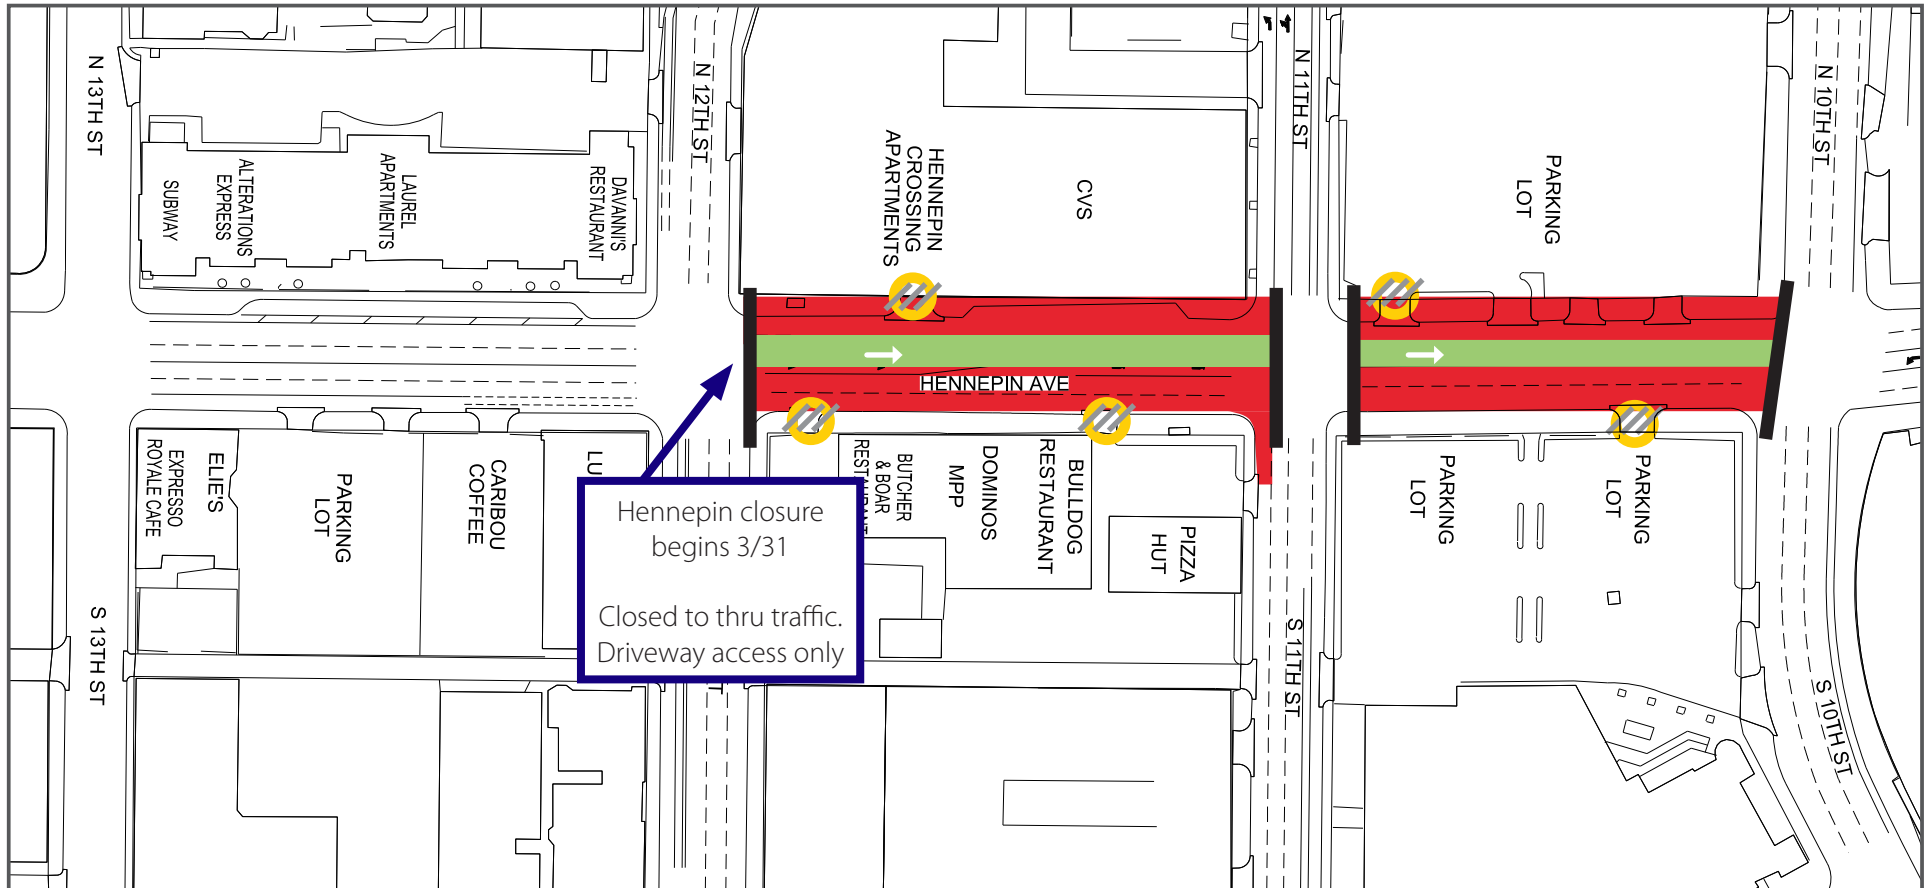 N 13TH ST
N 12TH ST
N 11TH ST
N 10TH ST
SUBWAY
ALTERATIONS
EXPRESS
LAUREL
APARTMENTS
DAVANNI'S
RESTAURANT
HENNEPIN
CROSSING
APARTMENTS
CVS
PARKING
LOT
HENNEPIN AVE
EXPRESSO
ROYALE CAFE
ELIE'S
PARKING
LOT
CARIBOU
COFFEE
LU
Hennepin closure
begins 3/31
Closed to thru traffic.
Driveway access only
BUTCHER
& BOAR
RESTAURANT
MPP
DOMINOS
BULLDOG
RESTAURANT
PIZZA
HUT
PARKING
LOT
PARKING
LOT
S 13TH ST
S 11TH ST
S 10TH ST